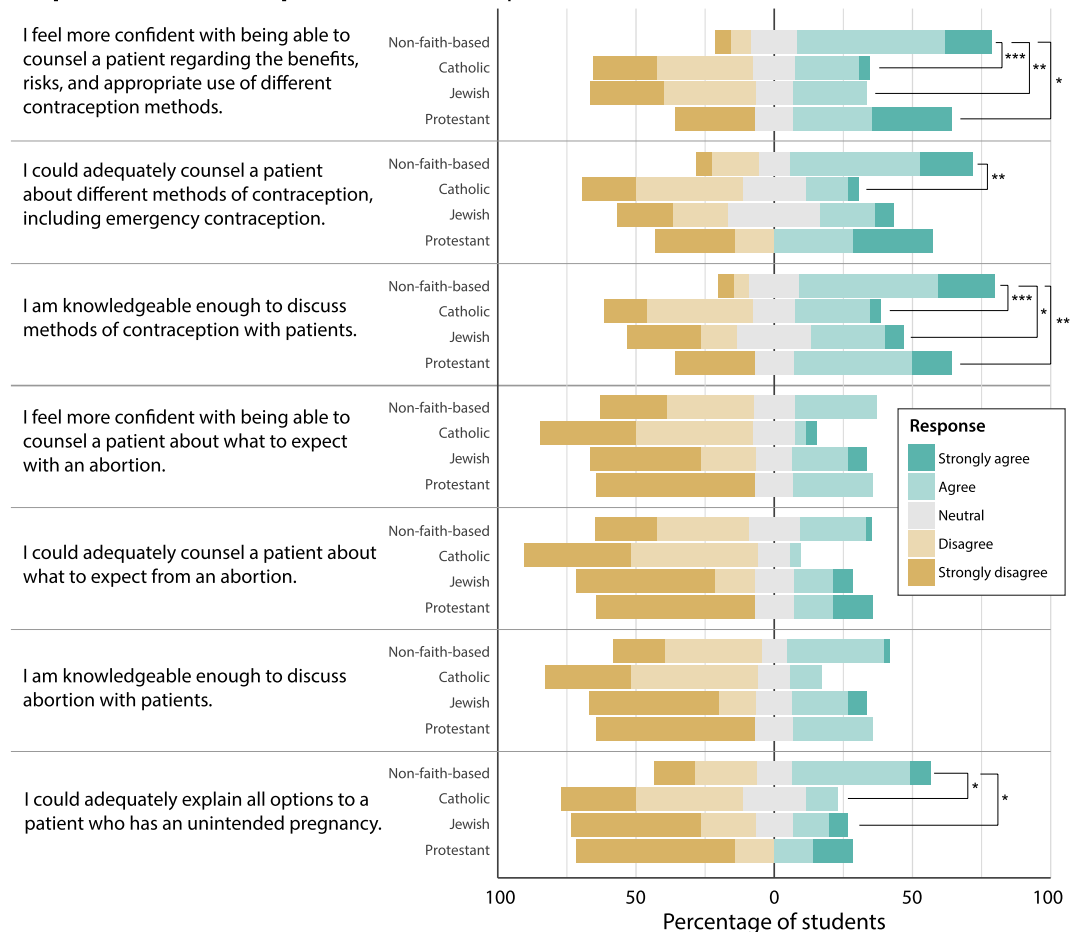 I feel more confident with being able to
counsel a patient regarding the benefits,
risks, and appropriate use of different
contraception methods.
Non-faith-based
Catholic
Jewish
Protestant
***
**
*
I could adequately counsel a patient
about different methods of contraception,
including emergency contraception.
Non-faith-based
Catholic
Jewish
Protestant
**
I am knowledgeable enough to discuss
methods of contraception with patients.
Non-faith-based
Catholic
Jewish
Protestant
***
*
**
I feel more confident with being able to
counsel a patient about what to expect
with an abortion.
Non-faith-based
Catholic
Jewish
Protestant
Response
Strongly agree
Agree
Neutral
Disagree
Strongly disagree
I could adequately counsel a patient about
what to expect from an abortion.
Non-faith-based
Catholic
Jewish
Protestant
I am knowledgeable enough to discuss
abortion with patients.
Non-faith-based
Catholic
Jewish
Protestant
I could adequately explain all options to a
patient who has an unintended pregnancy.
Non-faith-based
Catholic
Jewish
Protestant
*
*
100 50 0 50 100
Percentage of students